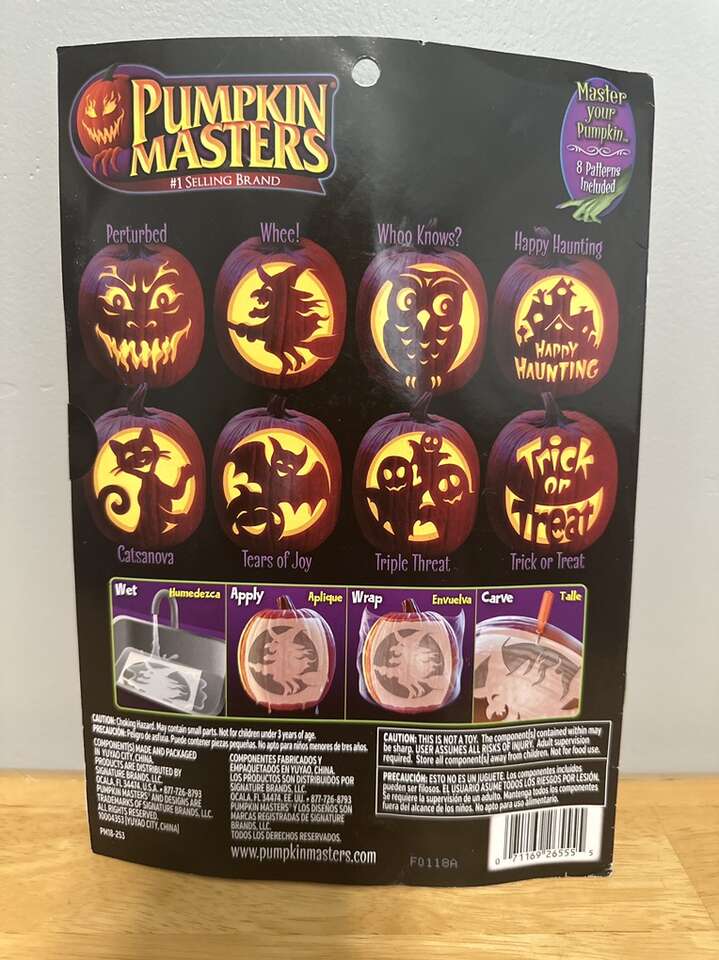 PUMPKIN
MASTERS®
#1 SELLING BRAND
Master
your
Pumpkin...
8 Patterns
Included
Perturbed
Whee!
Whoo Knows?
Happy Haunting
HAPPY
HAUNTING
Catsanova
Tears of Joy
Triple Threat
Trick or Treat
Trick
or
Treat
Wet Humedezca
Apply Aplique
Wrap Envuelva
Carve Talle
CAUTION: Choking Hazard. May contain small parts. Not for children under 3 years of age.
PRECAUCIÓN: Peligro de asfixia. Puede contener piezas pequeñas. No apto para niños menores de tres años.
COMPONENT(S) MADE AND PACKAGED
IN YUYAO CITY, CHINA.
PRODUCTS ARE DISTRIBUTED BY
SIGNATURE BRANDS, LLC
OCALA, FL 34474. U.S.A. • 877-726-8793
PUMPKIN MASTERS® AND DESIGNS ARE
TRADEMARKS OF SIGNATURE BRANDS, LLC.
ALL RIGHTS RESERVED.
10004353 (YUYAO CITY, CHINA)
PM18-253
COMPONENTES FABRICADOS Y
EMPAQUETADOS EN YUYAO, CHINA.
LOS PRODUCTOS SON DISTRIBUIDOS POR
SIGNATURE BRANDS, LLC
OCALA, FL 34474. EE. UU. • 877-726-8793
PUMPKIN MASTERS® Y LOS DISEÑOS SON
MARCAS REGISTRADAS DE SIGNATURE
BRANDS, LLC.
TODOS LOS DERECHOS RESERVADOS.
www.pumpkinmasters.com
F0118A
CAUTION: THIS IS NOT A TOY. The component(s) contained within may
be sharp. USER ASSUMES ALL RISKS OF INJURY. Adult supervision
required. Store all component(s) away from children. Not for food use.
PRECAUCIÓN: ESTO NO ES UN JUGUETE. Los componentes incluidos
pueden ser filosos. EL USUARIO ASUME TODOS LOS RIESGOS POR LESIÓN.
Se requiere la supervisión de un adulto. Mantenga todos los componentes
fuera del alcance de los niños. No apto para uso alimentario.
0 71169 26555 5